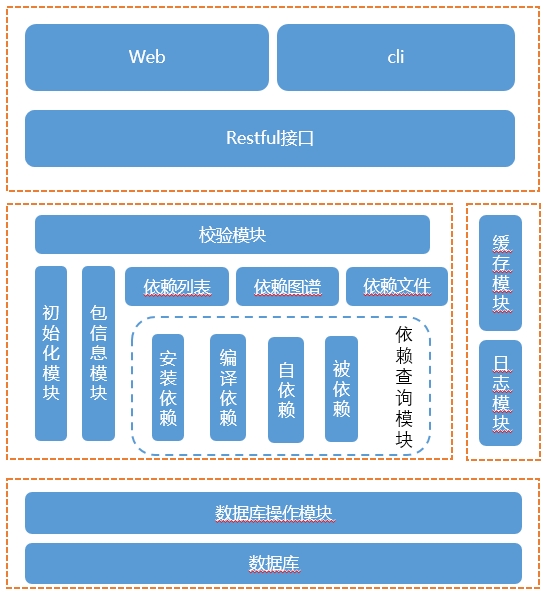 Web
cli
Restful接口
校验模块
初始化模块
包信息模块
依赖列表
依赖图谱
依赖文件
安装依赖
编译依赖
自依赖
被依赖
依赖查询模块
缓存模块
日志模块
数据库操作模块
数据库